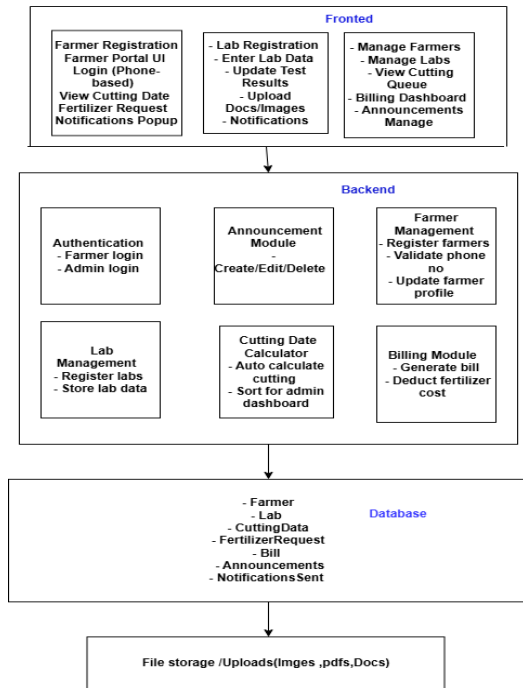 Fronted
Farmer Registration
Farmer Portal UI
Login (Phone-
based)
View Cutting Date
Fertilizer Request
Notifications Popup
- Lab Registration
- Enter Lab Data
- Update Test
Results
- Upload
Docs/Images
- Notifications
- Manage Farmers
- Manage Labs
- View Cutting
Queue
- Billing Dashboard
- Announcements
Manage
Backend
Authentication
- Farmer login
- Admin login
Announcement
Module
-
Create/Edit/Delete
Farmer
Management
- Register farmers
- Validate phone
no
- Update farmer
profile
Lab
Management
- Register labs
- Store lab data
Cutting Date
Calculator
- Auto calculate
cutting
- Sort for admin
dashboard
Billing Module
- Generate bill
- Deduct fertilizer
cost
Database
- Farmer
- Lab
- CuttingData
-FertilizerRequest
- Bill
- Announcements
- NotificationsSent
File storage /Uploads(Imges ,pdfs,Docs)